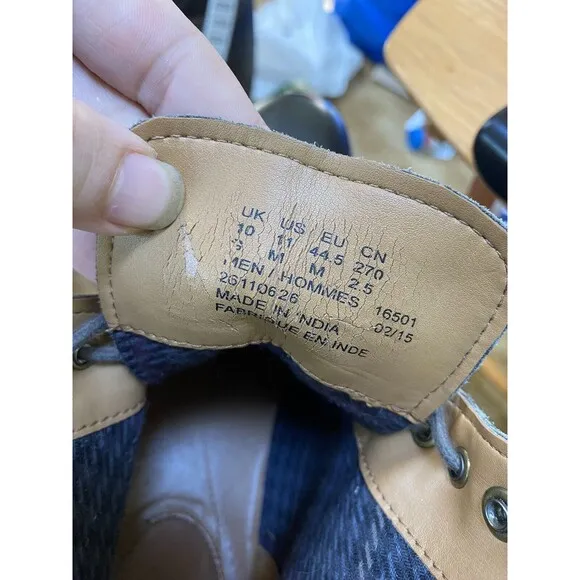 UK US EU CN
10 11 44.5 270
G M M 2.5
MEN / HOMMES
26110626 16501
MADE IN INDIA 02/15
FABRIQUE EN INDE